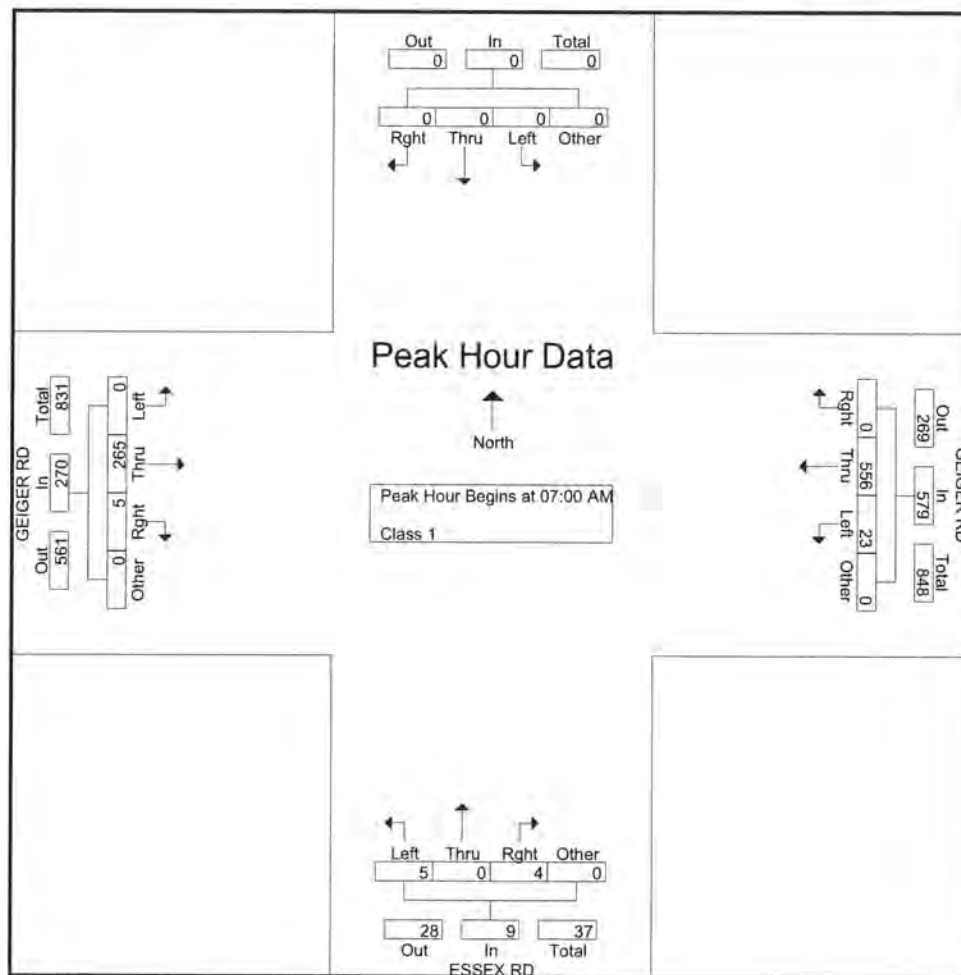 Out In Total
0 0 0
0 0 0 0
Rght Thru Left Other
Peak Hour Data
North
Peak Hour Begins at 07:00 AM
Class 1
GEIGER RD
Out In Total
561 270 831
0 265 5 0
Left Thru Rght Other
Rght Thru Left Other
0 556 23 0
Out In Total
269 579 848
GEIGER RD
Left Thru Rght Other
5 0 4 0
28 9 37
Out In Total
ESSEX RD